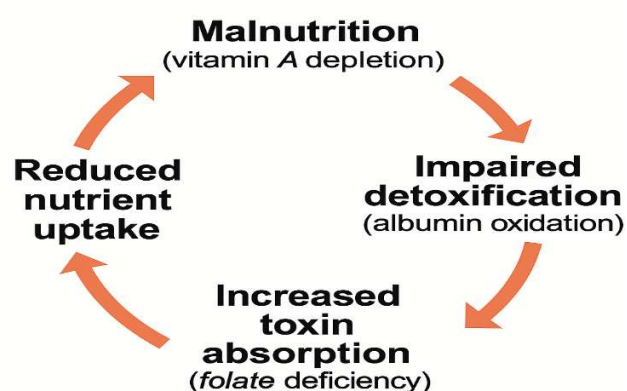 Malnutrition
(vitamin A depletion)
Impaired
detoxification
(albumin oxidation)
Increased
toxin
absorption
(folate deficiency)
Reduced
nutrient
uptake